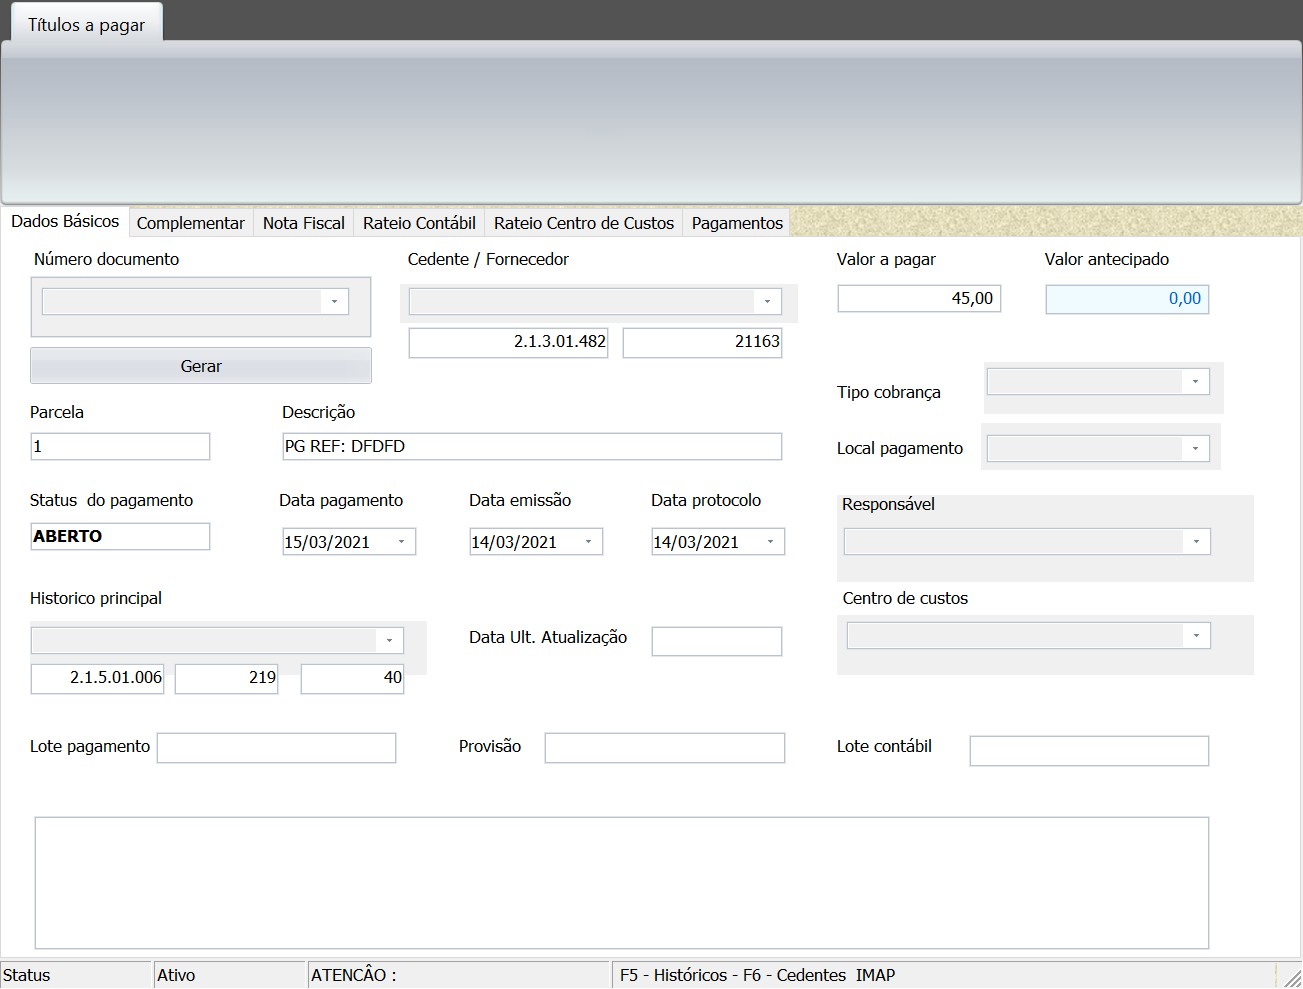 Títulos a pagar
Dados Básicos Complementar Nota Fiscal Rateio Contábil Rateio Centro de Custos Pagamentos
Número documento Cedente / Fornecedor Valor a pagar Valor antecipado
45,00 0,00
2.1.3.01.482 21163
Gerar
Tipo cobrança
Parcela Descrição
1 PG REF: DFDFD
Local pagamento
Status do pagamento Data pagamento Data emissão Data protocolo Responsável
ABERTO 15/03/2021 14/03/2021 14/03/2021
Historico principal Centro de custos
Data Ult. Atualização
2.1.5.01.006 219 40
Lote pagamento Provisão Lote contábil
Status Ativo ATENCÂO : F5 - Históricos - F6 - Cedentes IMAP